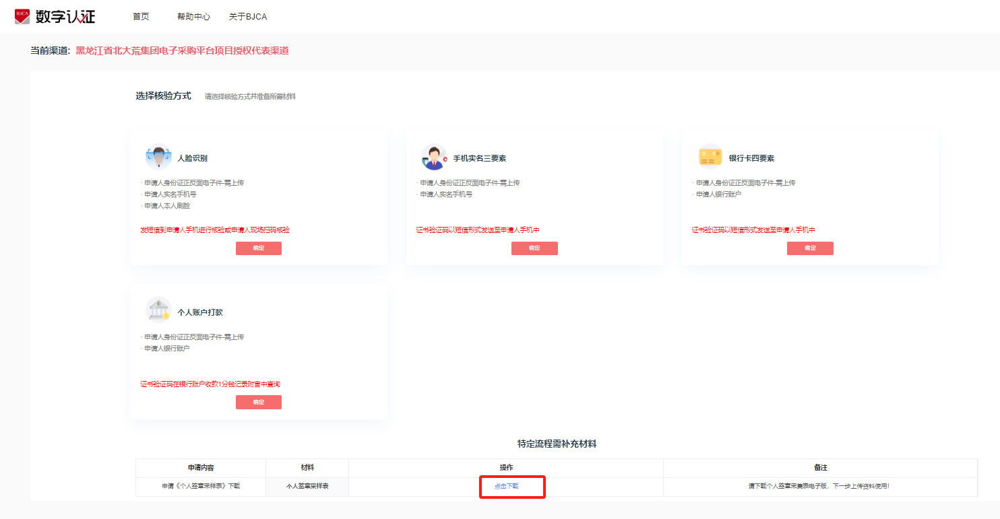 BJCA 数字认证 首页 帮助中心 关于BJCA
当前渠道: 黑龙江省北大荒集团电子采购平台项目授权代表渠道
选择核验方式 请选择核验方式并准备所需材料
人脸识别
· 申请人身份证正反面电子件-需上传
· 申请人实名手机号
· 申请人本人刷脸
发短信到申请人手机进行核验或申请人现场扫码核验
确定
手机实名三要素
· 申请人身份证正反面电子件-需上传
· 申请人实名手机号
证书验证码以短信形式发送至申请人手机中
确定
银行卡四要素
· 申请人身份证正反面电子件-需上传
· 申请人银行账户
证书验证码以短信形式发送至申请人手机中
确定
个人账户打款
· 申请人身份证正反面电子件-需上传
· 申请人银行账户
证书验证码在银行账户收款1分钱记录附言中查询
确定
特定流程需补充材料
申请内容 材料 操作 备注
申请《个人签章采样表》下载 个人签章采样表 点击下载 请下载个人签章采集表电子版，下一步上传资料使用！